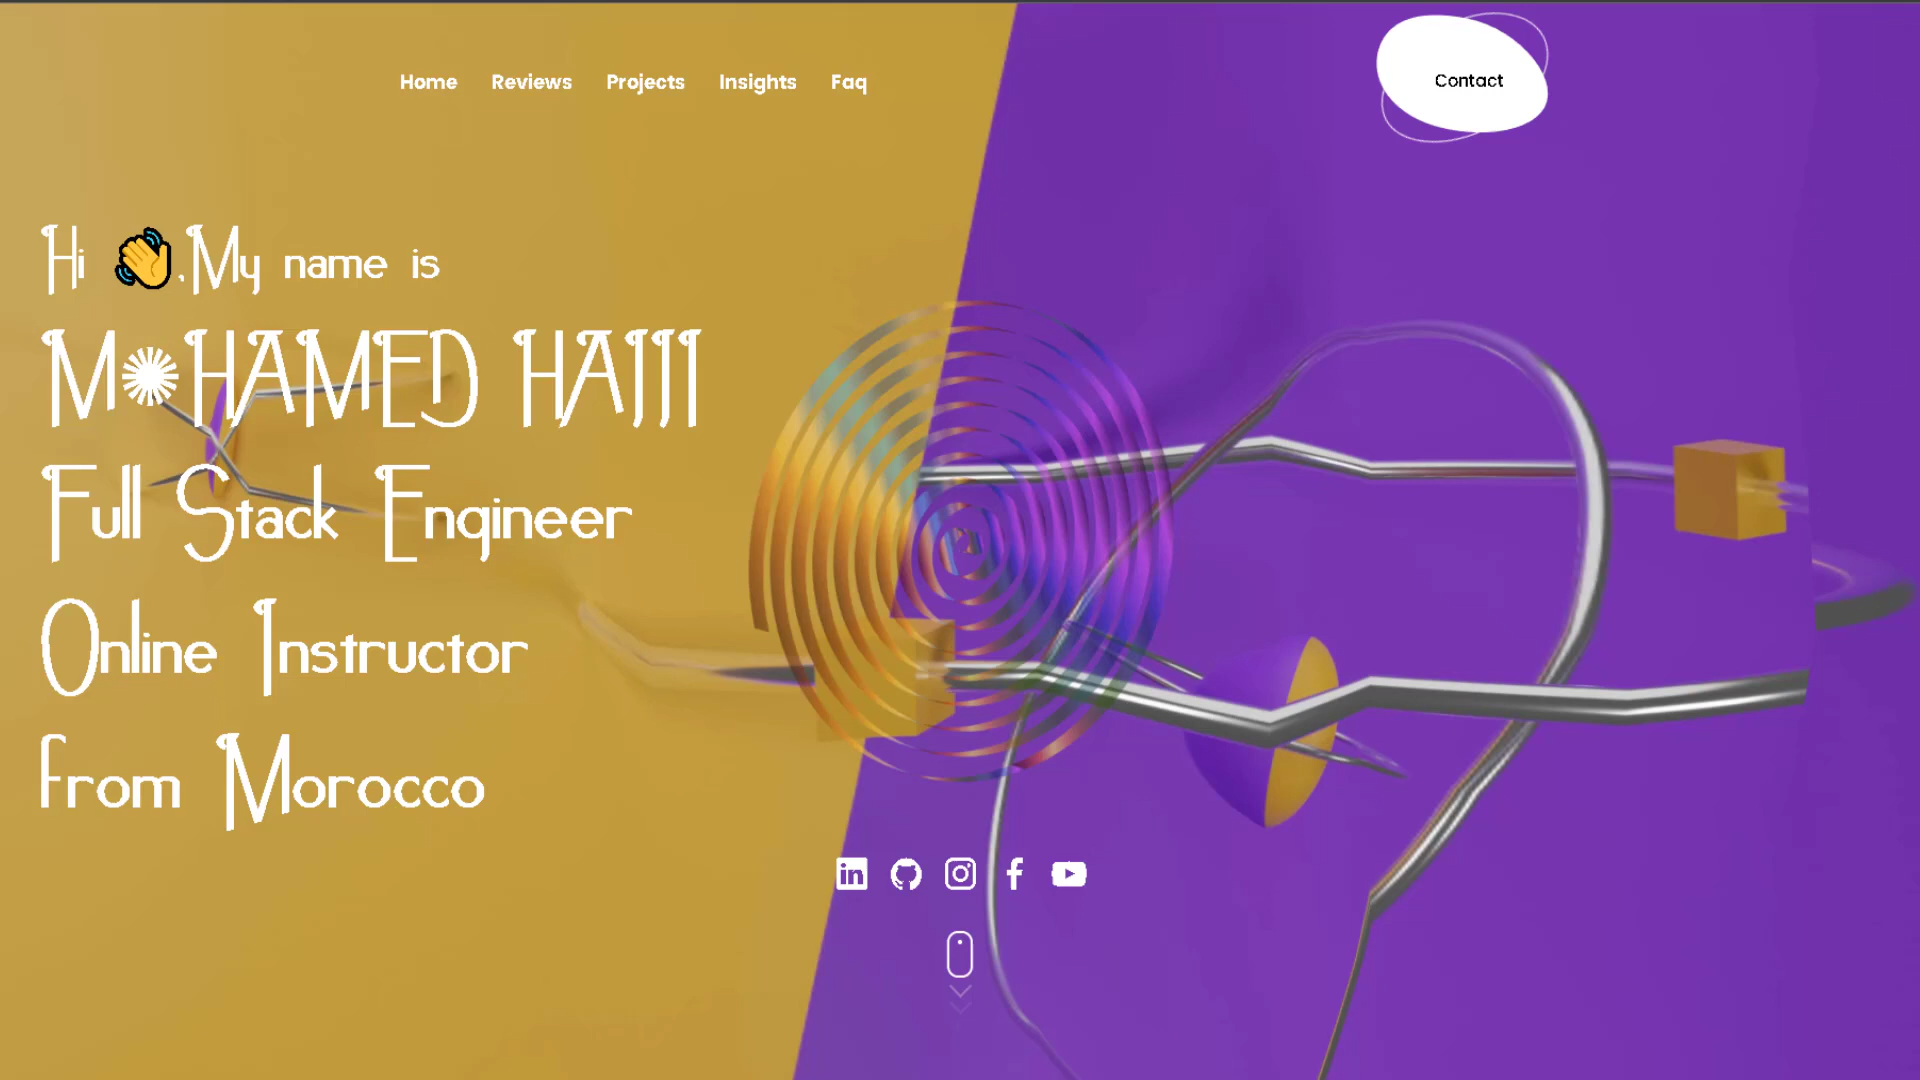 Home Reviews Projects Insights Faq
Contact
Hi 👋,My name is
MOHAMED HAJJI
Full Stack Engineer
Online Instructor
from Morocco